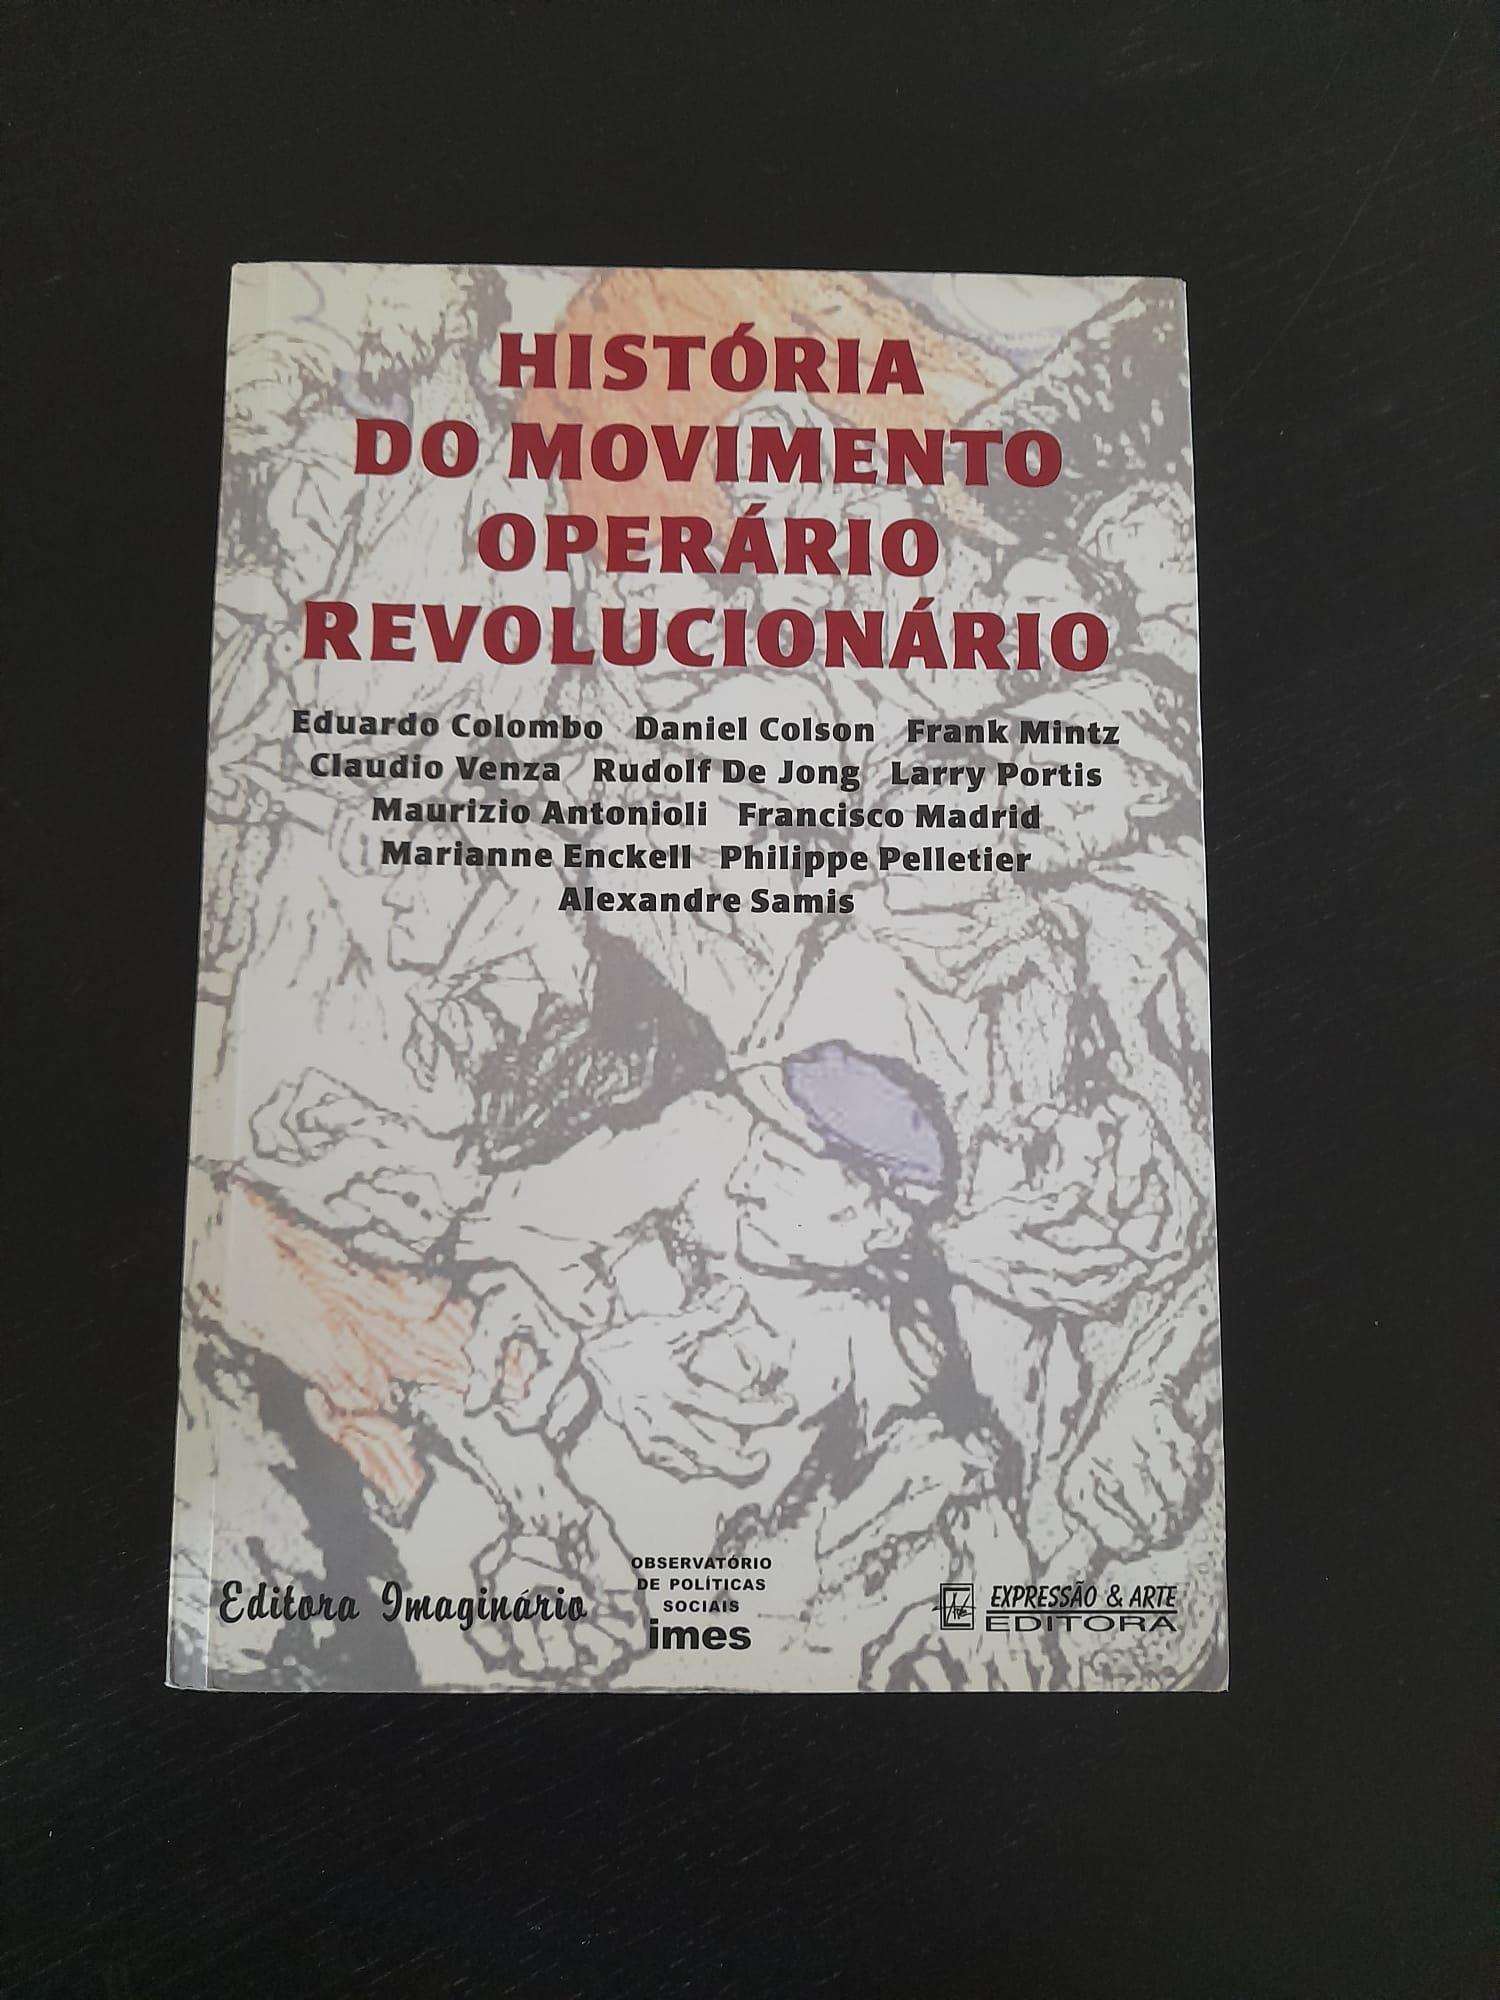 HISTÓRIA
DO MOVIMENTO
OPERÁRIO
REVOLUCIONÁRIO
Eduardo Colombo Daniel Colson Frank Mintz
Claudio Venza Rudolf De Jong Larry Portis
Maurizio Antonioli Francisco Madrid
Marianne Enckell Philippe Pelletier
Alexandre Samis
Editora Imaginário
OBSERVATÓRIO
DE POLÍTICAS
SOCIAIS
imes
EXPRESSÃO & ARTE
EDITORA